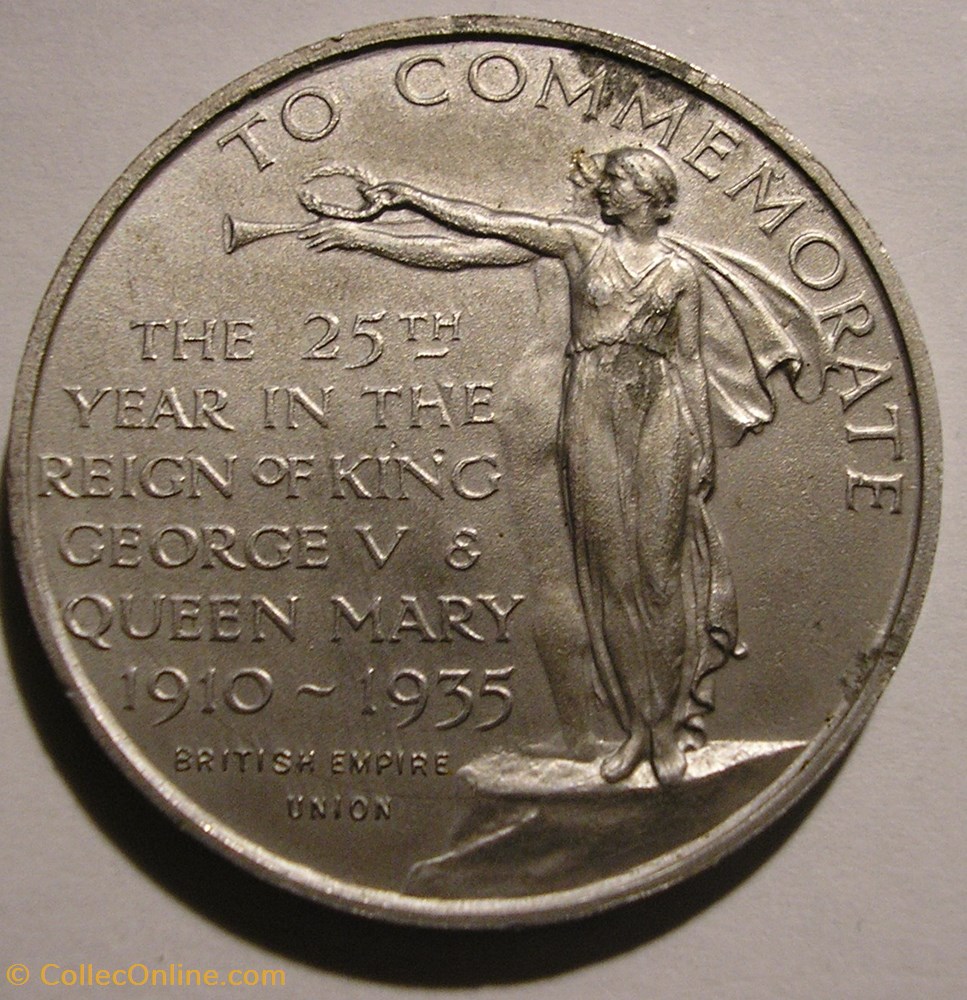 TO COMMEMORATE
THE 25TH
YEAR IN THE
REIGN OF KING
GEORGE V &
QUEEN MARY
1910 ~ 1935
BRITISH EMPIRE
UNION
© CollecOnline.com